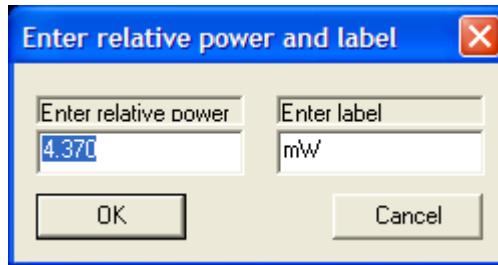 Enter relative power and label
Enter relative power Enter label
4.370 mW
OK Cancel